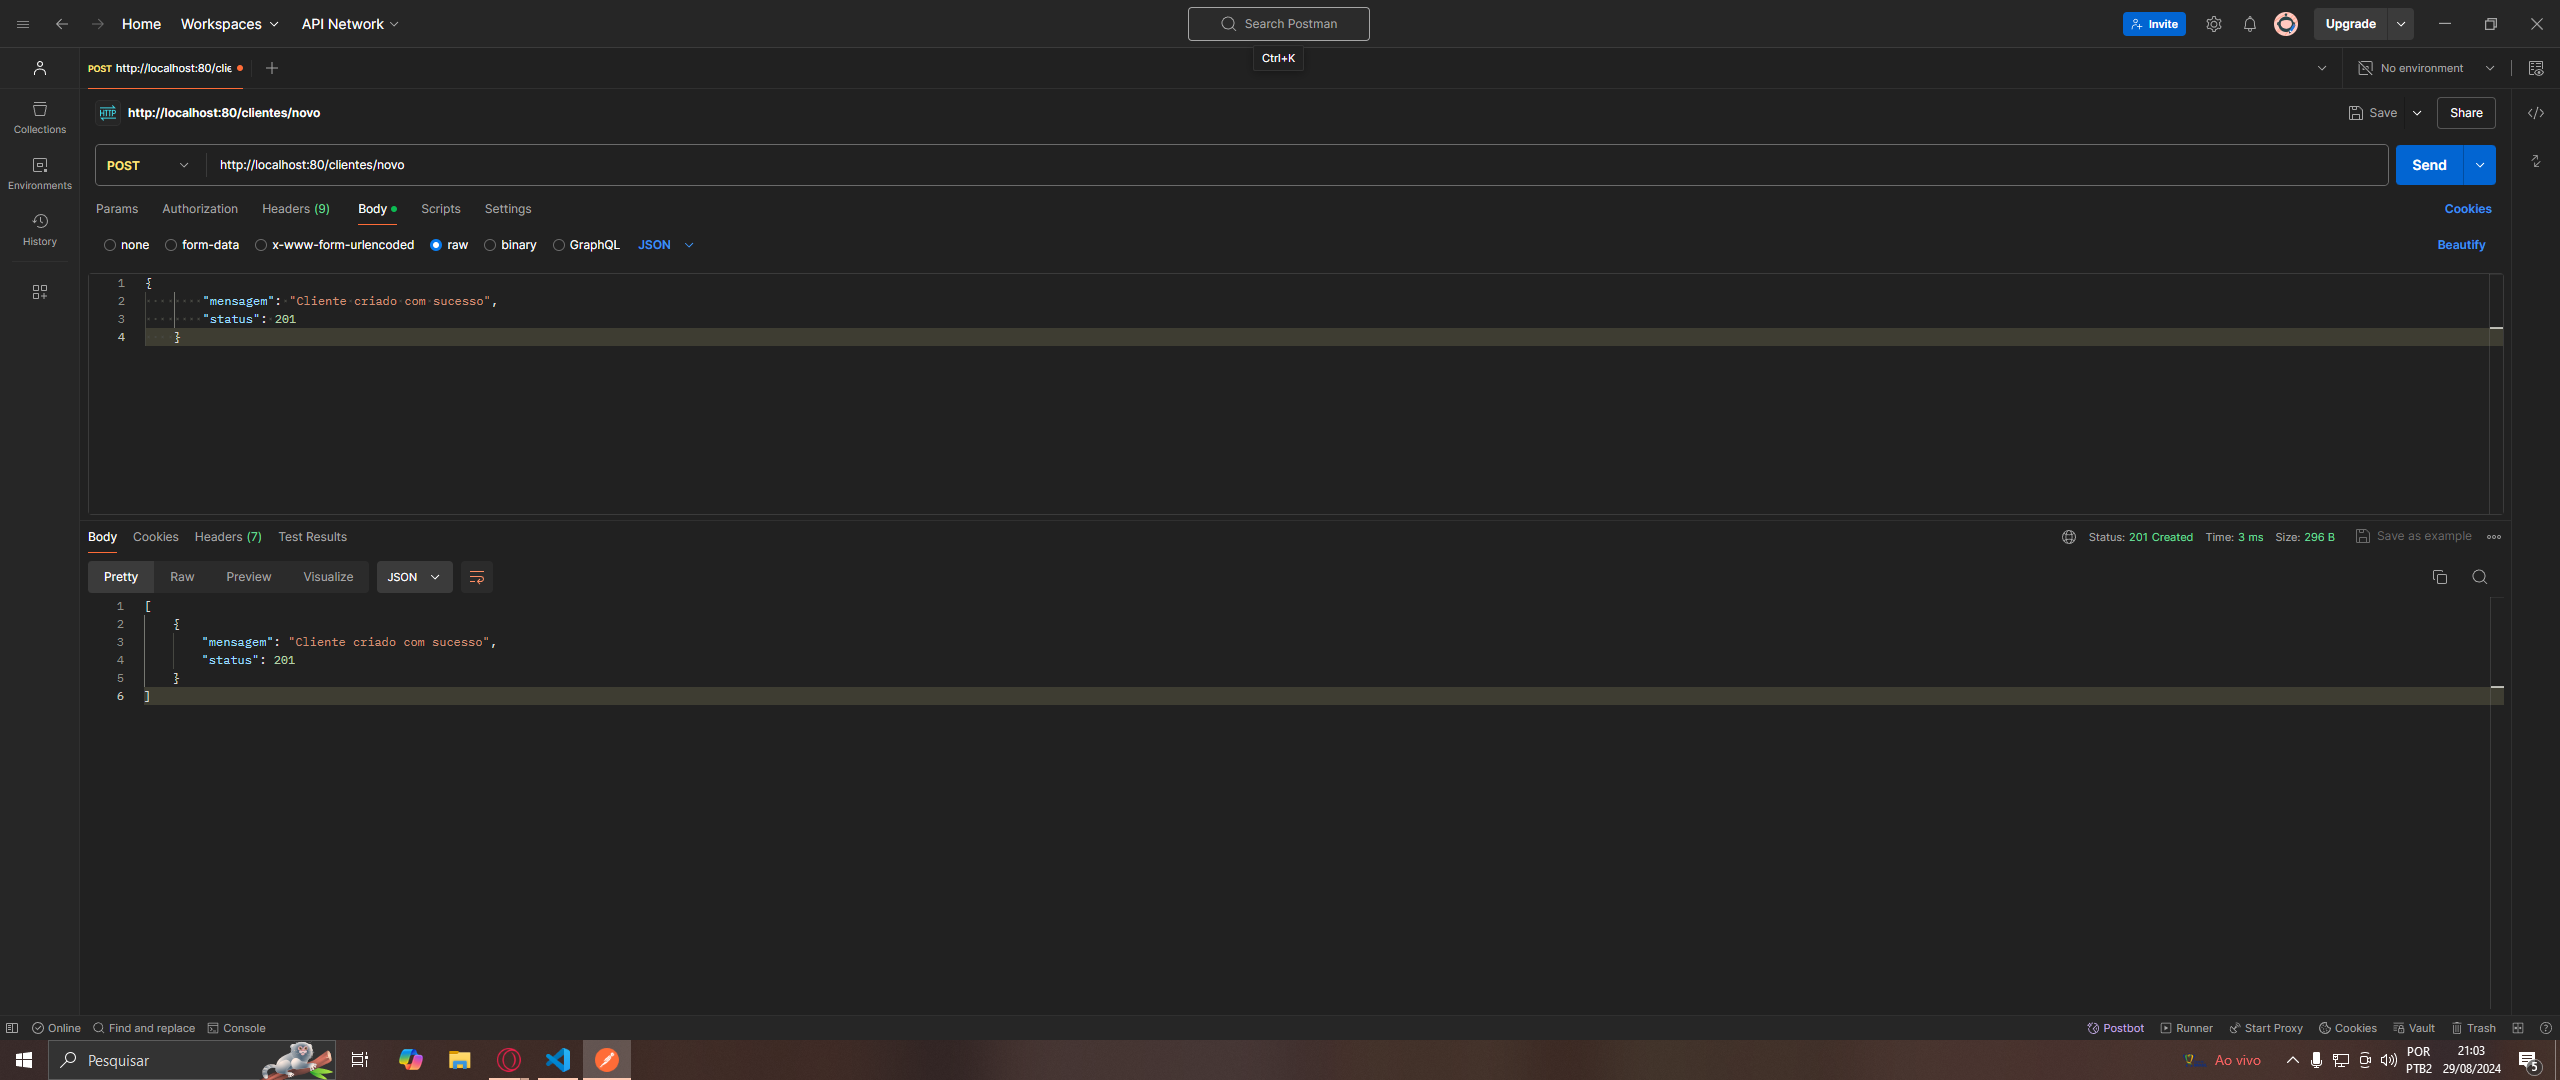 Home Workspaces API Network Search Postman Invite Upgrade
Ctrl+K
POST http://localhost:80/clie No environment
HTTP http://localhost:80/clientes/novo Save Share
Collections
POST http://localhost:80/clientes/novo Send
Environments
Params Authorization Headers (9) Body Scripts Settings Cookies
History
none form-data x-www-form-urlencoded raw binary GraphQL JSON Beautify
1 {
2 "mensagem": "Cliente criado com sucesso",
3 "status": 201
4 }
Body Cookies Headers (7) Test Results Status: 201 Created Time: 3 ms Size: 296 B Save as example
Pretty Raw Preview Visualize JSON
1 [
2 {
3 "mensagem": "Cliente criado com sucesso",
4 "status": 201
5 }
6 ]
Online Find and replace Console Postbot Runner Start Proxy Cookies Vault Trash
Pesquisar Ao vivo POR 21:03
PTB2 29/08/2024 5